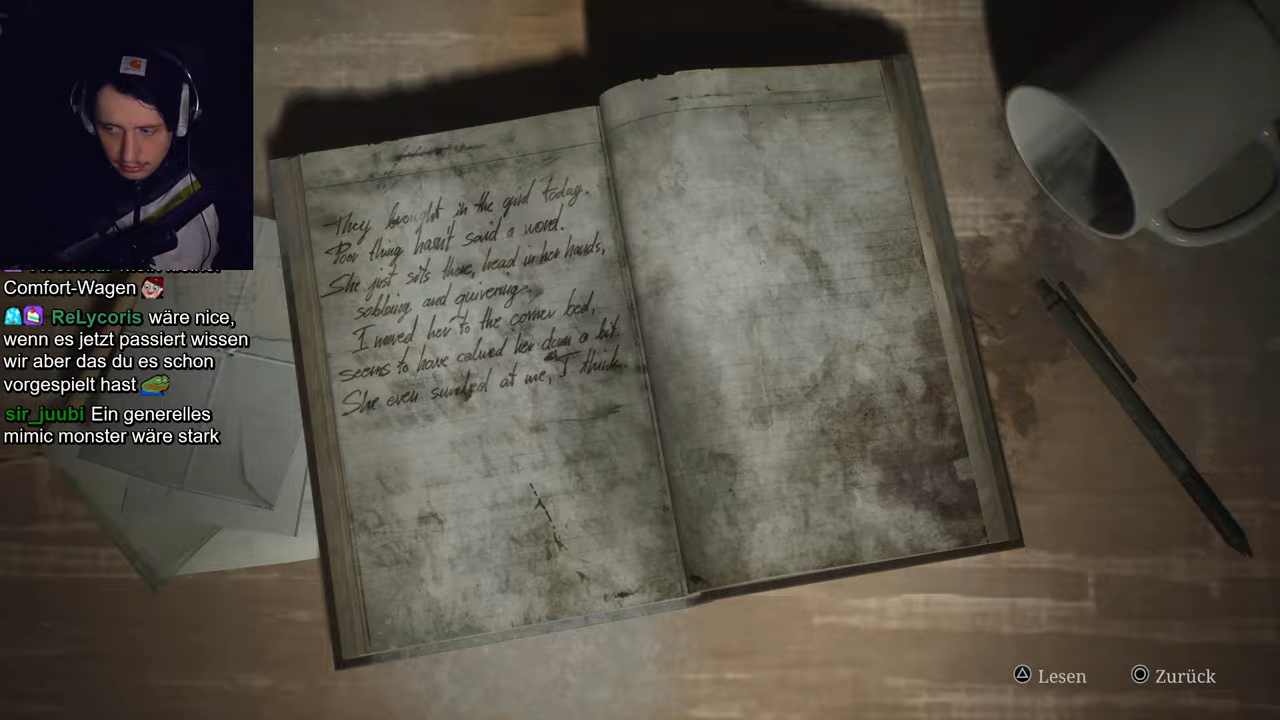 They brought in the girl today.
Poor thing hasn't said a word.
She just sits there, head in her hands,
sobbing and quivering.
I moved her to the corner bed,
seems to have calmed her down a bit
She even smiled at me, I think.
Comfort-Wagen
ReLycoris wäre nice,
wenn es jetzt passiert wissen
wir aber das du es schon
vorgespielt hast
sir_juubi Ein generelles
mimic monster wäre stark
Lesen
Zurück